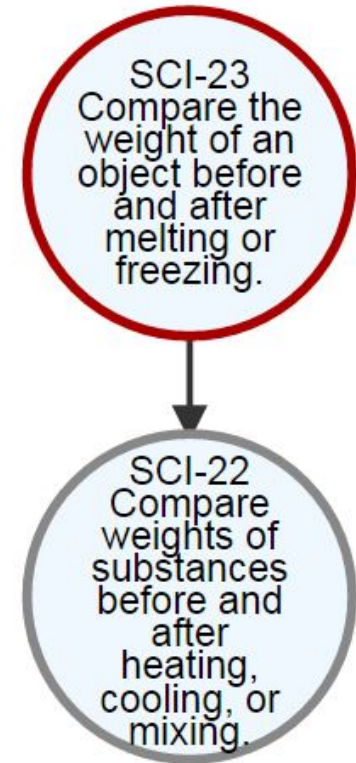 SCI-23
Compare the
weight of an
object before
and after
melting or
freezing.
SCI-22
Compare
weights of
substances
before and
after
heating,
cooling, or
mixing.